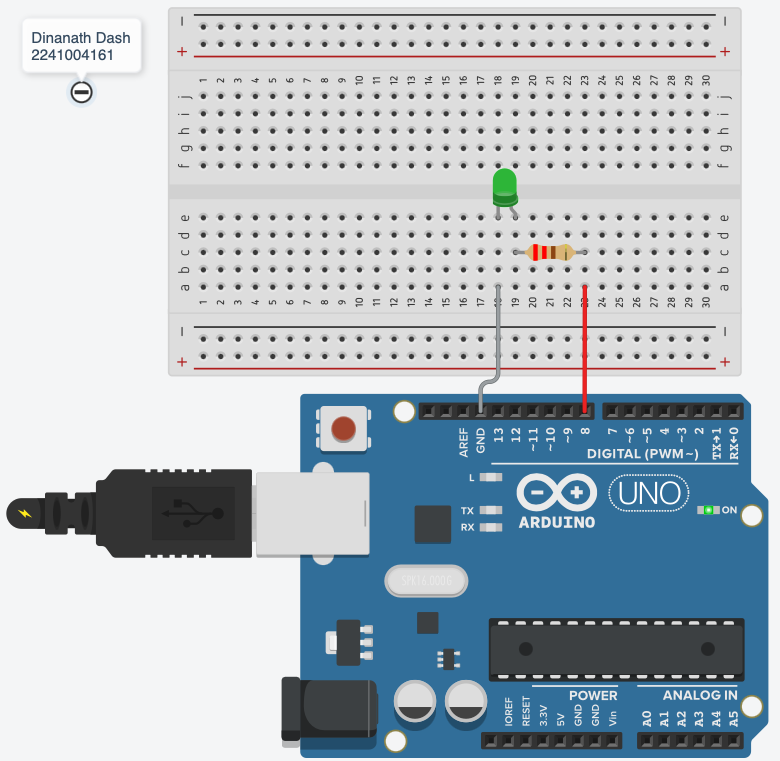 Dinanath Dash
2241004161
− −
+ +
1 2 3 4 5 6 7 8 9 10 11 12 13 14 15 16 17 18 19 20 21 22 23 24 25 26 27 28 29 30
j j
i i
h h
g g
f f
e e
d d
c c
b b
a a
1 2 3 4 5 6 7 8 9 10 11 12 13 14 15 16 17 19 20 21 22 24 25 26 27 28 29 30
− −
+ +
AREF GND 13 12 ~11 ~10 ~9 8 7 ~6 ~5 4 ~3 2 TX→1 RX←0
DIGITAL (PWM~)
L
TX
RX
UNO
ARDUINO
ON
POWER
ANALOG IN
IOREF RESET 3.3V 5V GND GND Vin A0 A1 A2 A3 A4 A5